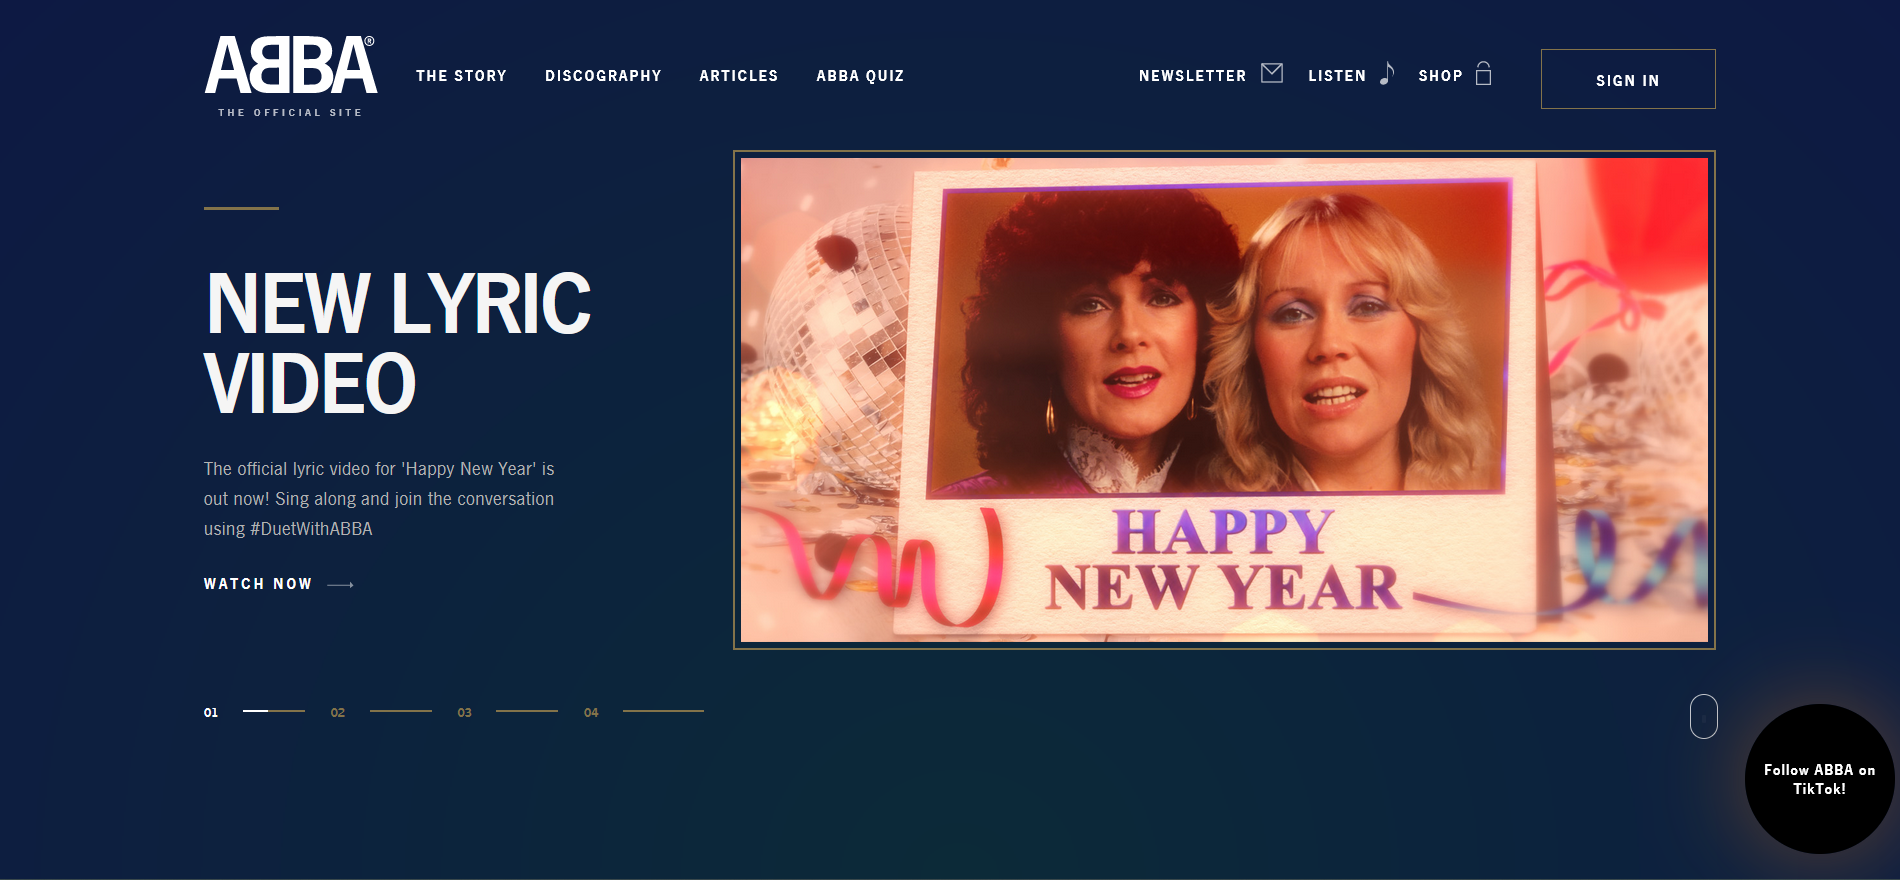 ABBA®
THE OFFICIAL SITE
THE STORY
DISCOGRAPHY
ARTICLES
ABBA QUIZ
NEWSLETTER
LISTEN
SHOP
SIGN IN
NEW LYRIC
VIDEO
The official lyric video for 'Happy New Year' is
out now! Sing along and join the conversation
using #DuetWithABBA
WATCH NOW
HAPPY
NEW YEAR
01
02
03
04
Follow ABBA on
TikTok!